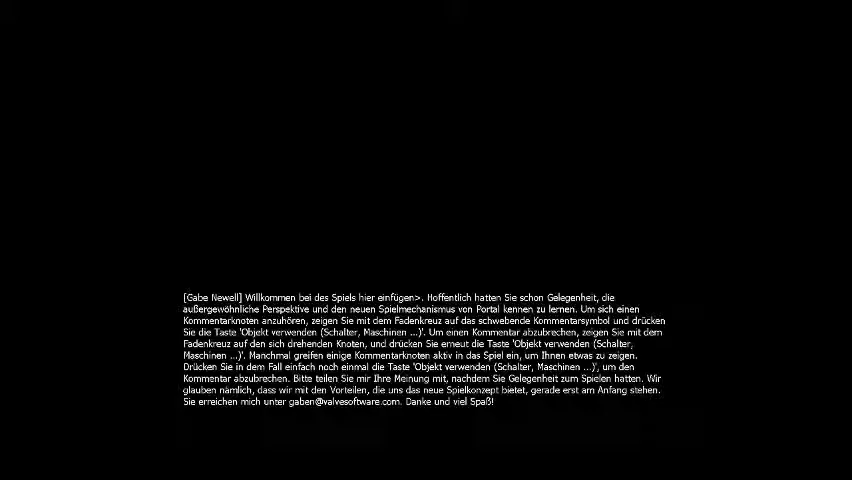 [Gabe Newell] Willkommen bei des Spiels hier einfügen>. Hoffentlich hatten Sie schon Gelegenheit, die
außergewöhnliche Perspektive und den neuen Spielmechanismus von Portal kennen zu lernen. Um sich einen
Kommentarknoten anzuhören, zeigen Sie mit dem Fadenkreuz auf das schwebende Kommentarsymbol und drücken
Sie die Taste 'Objekt verwenden (Schalter, Maschinen ...)'. Um einen Kommentar abzubrechen, zeigen Sie mit dem
Fadenkreuz auf den sich drehenden Knoten, und drücken Sie erneut die Taste 'Objekt verwenden (Schalter,
Maschinen ...)'. Manchmal greifen einige Kommentarknoten aktiv in das Spiel ein, um Ihnen etwas zu zeigen.
Drücken Sie in dem Fall einfach noch einmal die Taste 'Objekt verwenden (Schalter, Maschinen ...)', um den
Kommentar abzubrechen. Bitte teilen Sie mir Ihre Meinung mit, nachdem Sie Gelegenheit zum Spielen hatten. Wir
glauben nämlich, dass wir mit den Vorteilen, die uns das neue Spielkonzept bietet, gerade erst am Anfang stehen.
Sie erreichen mich unter gaben@valvesoftware.com. Danke und viel Spaß!